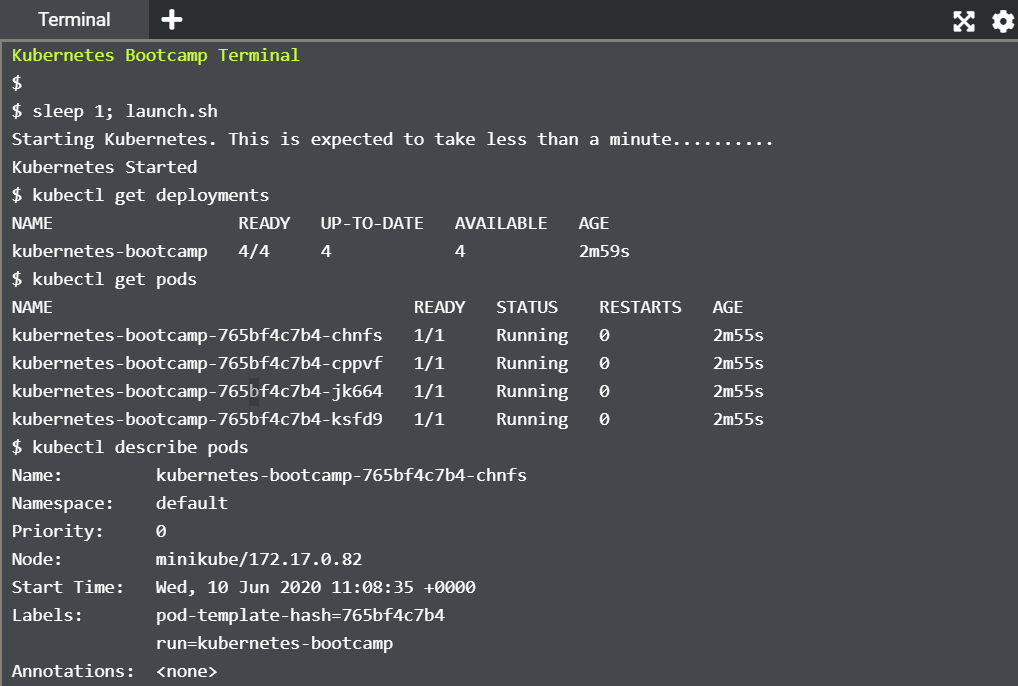 Terminal
Kubernetes Bootcamp Terminal
$
$ sleep 1; launch.sh
Starting Kubernetes. This is expected to take less than a minute..........
Kubernetes Started
$ kubectl get deployments
NAME                  READY   UP-TO-DATE   AVAILABLE   AGE
kubernetes-bootcamp   4/4     4            4           2m59s
$ kubectl get pods
NAME                                   READY   STATUS    RESTARTS   AGE
kubernetes-bootcamp-765bf4c7b4-chnfs   1/1     Running   0          2m55s
kubernetes-bootcamp-765bf4c7b4-cppvf   1/1     Running   0          2m55s
kubernetes-bootcamp-765bf4c7b4-jk664   1/1     Running   0          2m55s
kubernetes-bootcamp-765bf4c7b4-ksfd9   1/1     Running   0          2m55s
$ kubectl describe pods
Name:         kubernetes-bootcamp-765bf4c7b4-chnfs
Namespace:    default
Priority:     0
Node:         minikube/172.17.0.82
Start Time:   Wed, 10 Jun 2020 11:08:35 +0000
Labels:       pod-template-hash=765bf4c7b4
              run=kubernetes-bootcamp
Annotations:  <none>